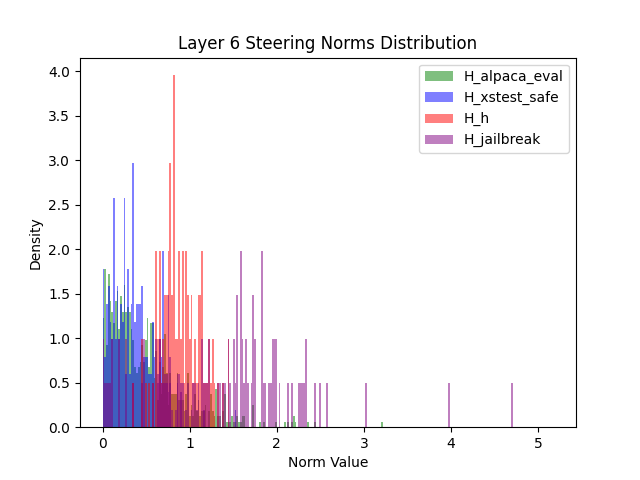 Layer 6 Steering Norms Distribution
H_alpaca_eval
H_xstest_safe
H_h
H_jailbreak
4.0
3.5
3.0
2.5
2.0
1.5
1.0
0.5
0.0
Density
0 1 2 3 4 5
Norm Value